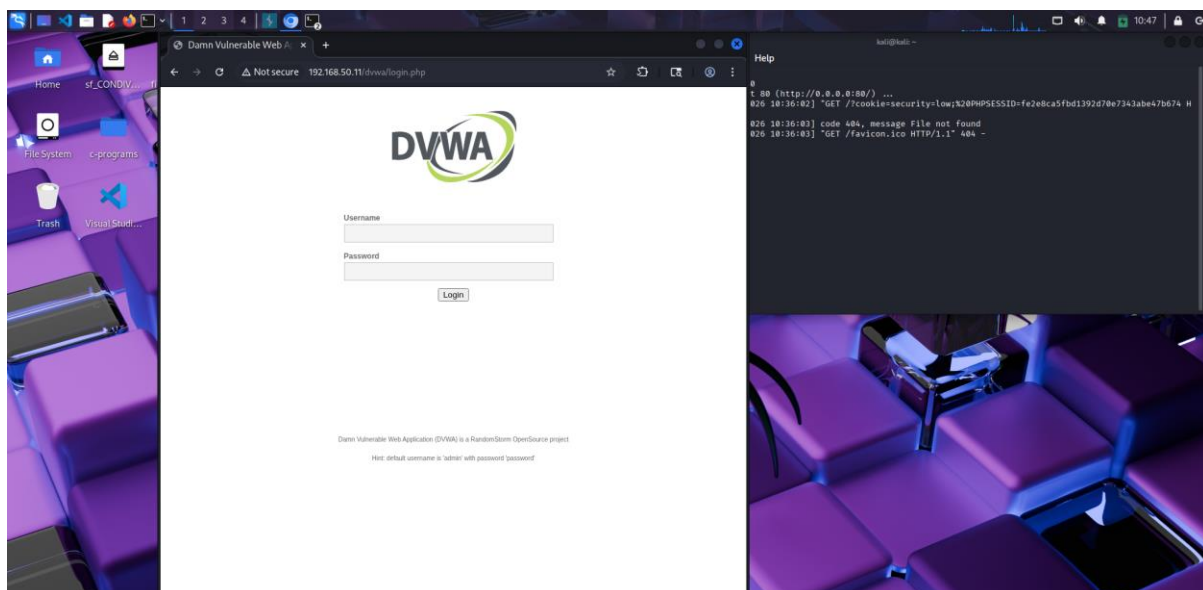 1 2 3 4
10:47
Damn Vulnerable Web A
Not secure 192.168.50.11/dvwa/login.php
Home
sf_CONDIV...
fl
File System
c-programs
Trash
Visual Studi...
DVWA
Username
Password
Login
Damn Vulnerable Web Application (DVWA) is a RandomStorm OpenSource project
Hint: default username is 'admin' with password 'password'
kali@kali: ~
Help
0
t 80 (http://0.0.0.0:80/) ...
026 10:36:02] "GET /?cookie=security=low;%20PHPSESSID=fe2e8ca5fbd1392d70e7343abe47b674 H
026 10:36:03] code 404, message File not found
026 10:36:03] "GET /favicon.ico HTTP/1.1" 404 -